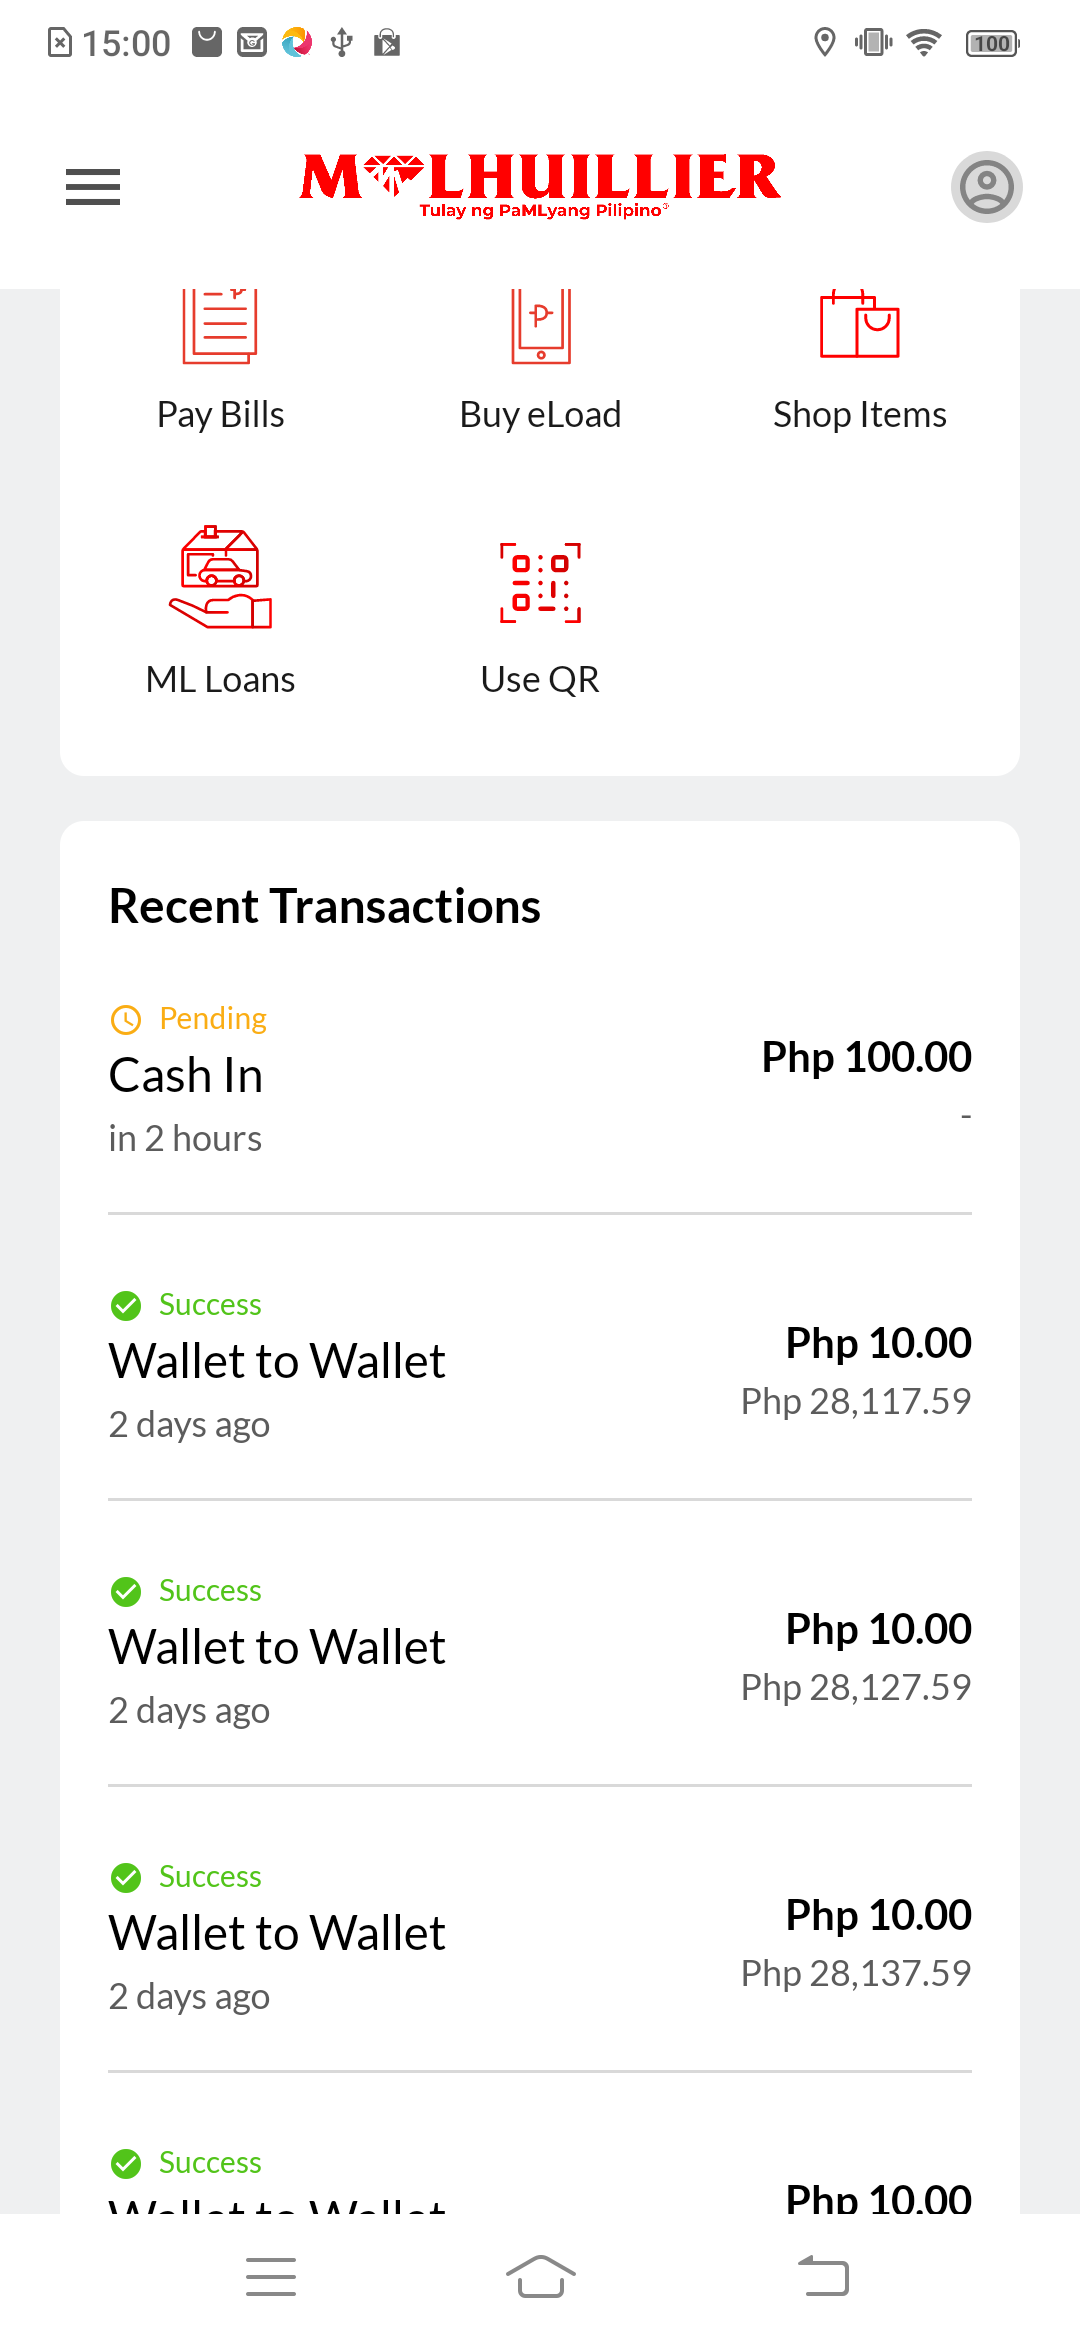 15:00
100
M LHUILLIER
Tulay ng PaMLyang Pilipino
Pay Bills
Buy eLoad
Shop Items
ML Loans
Use QR
Recent Transactions
Pending
Cash In
Php 100.00
in 2 hours
-
Success
Wallet to Wallet
Php 10.00
2 days ago
Php 28,117.59
Success
Wallet to Wallet
Php 10.00
2 days ago
Php 28,127.59
Success
Wallet to Wallet
Php 10.00
2 days ago
Php 28,137.59
Success
Wallet to Wallet
Php 10.00